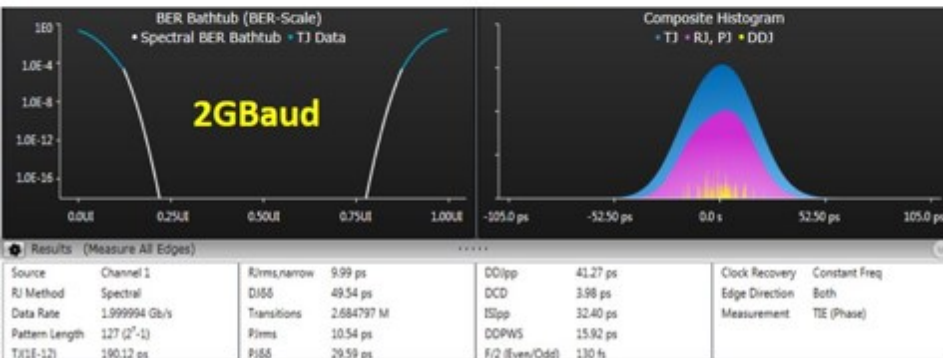 BER Bathtub (BER-Scale)
• Spectral BER Bathtub • TJ Data
1E0
1.0E-4
1.0E-8
1.0E-12
1.0E-16
2GBaud
0.0UI 0.25UI 0.50UI 0.75UI 1.00UI
Composite Histogram
• TJ • RJ, PJ • DDJ
-105.0 ps -52.50 ps 0.0 s 52.50 ps 105.0 ps
Results (Measure All Edges)
Source Channel 1
RJ Method Spectral
Data Rate 1.999994 Gb/s
Pattern Length 127 (2⁷-1)
TJ(1E-12) 190.12 ps
RJrms,narrow 9.99 ps
DJδδ 49.54 ps
Transitions 2.684797 M
PJrms 10.54 ps
PJδδ 29.59 ps
DDJpp 41.27 ps
DCD 3.98 ps
ISIpp 32.40 ps
DDPWS 15.92 ps
F/2 (Even/Odd) 130 fs
Clock Recovery Constant Freq
Edge Direction Both
Measurement TIE (Phase)